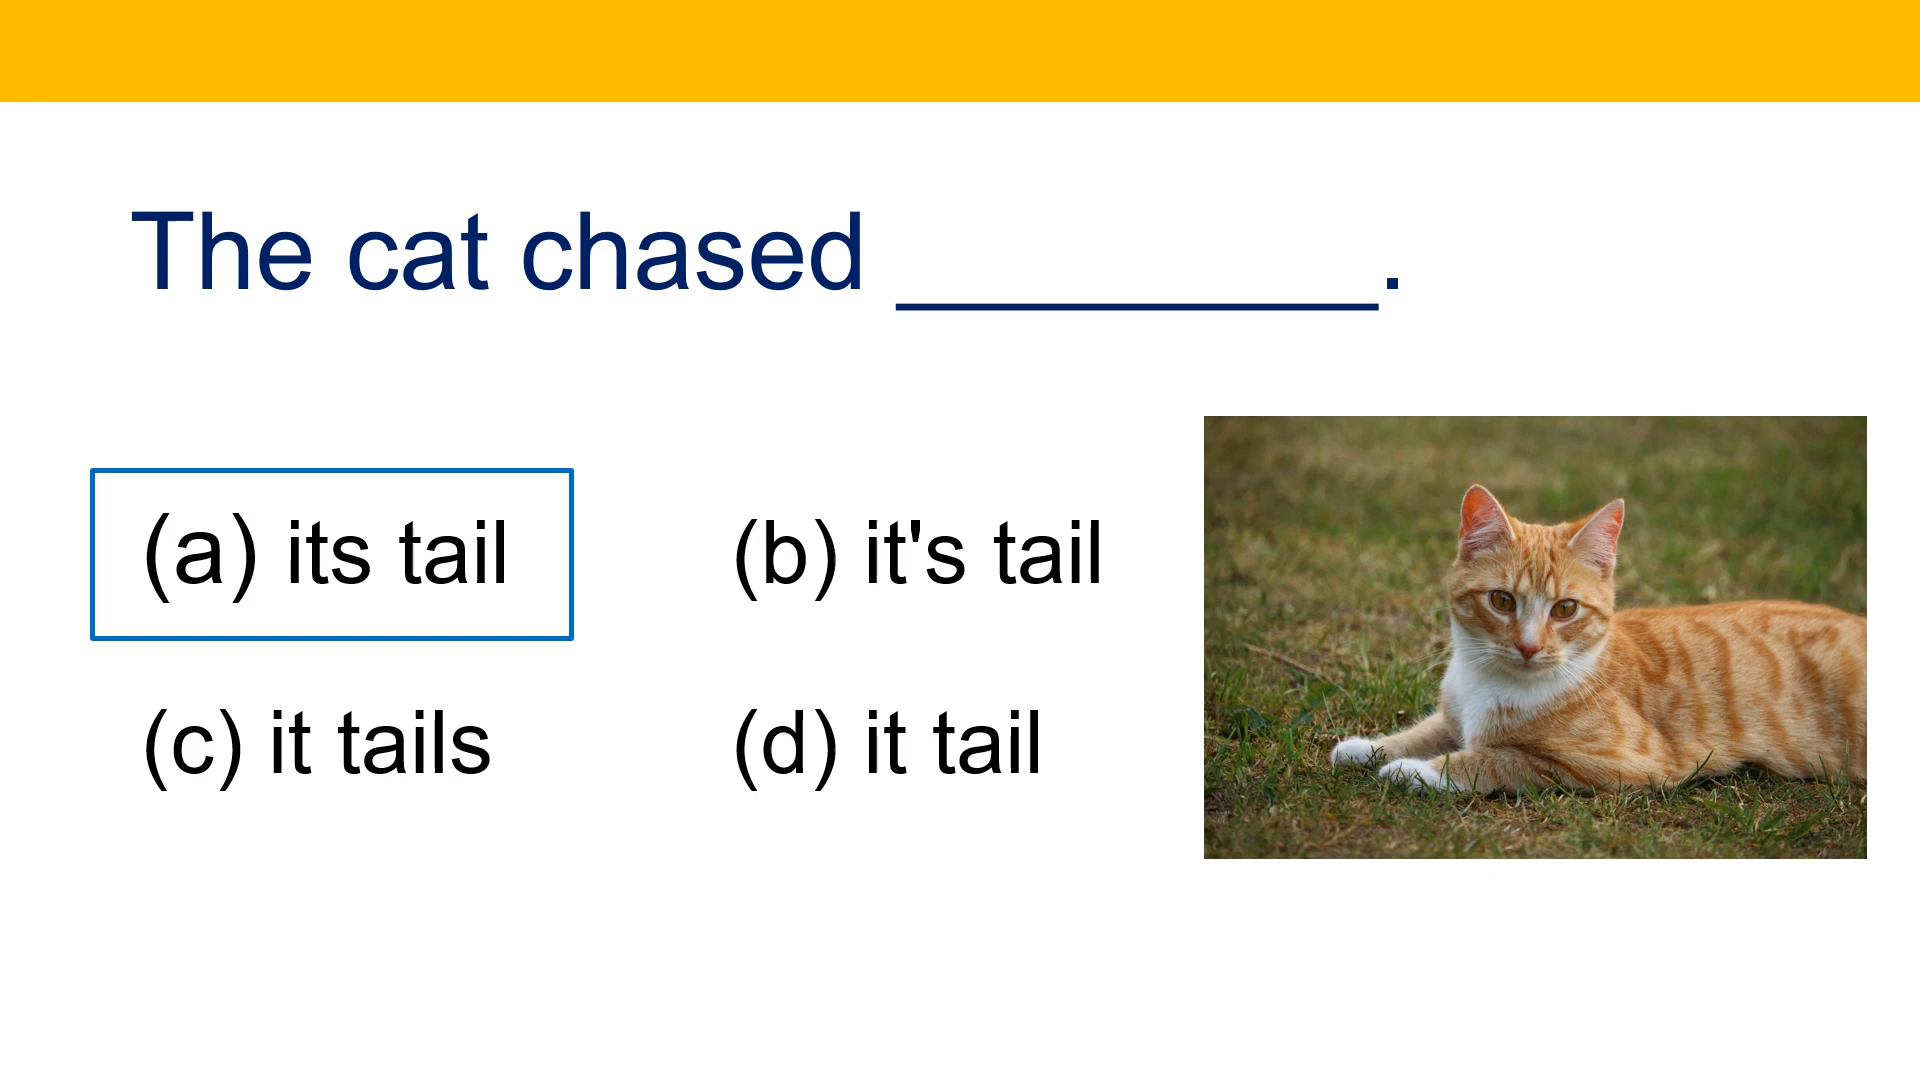 The cat chased ________.
(a) its tail
(b) it's tail
(c) it tails
(d) it tail